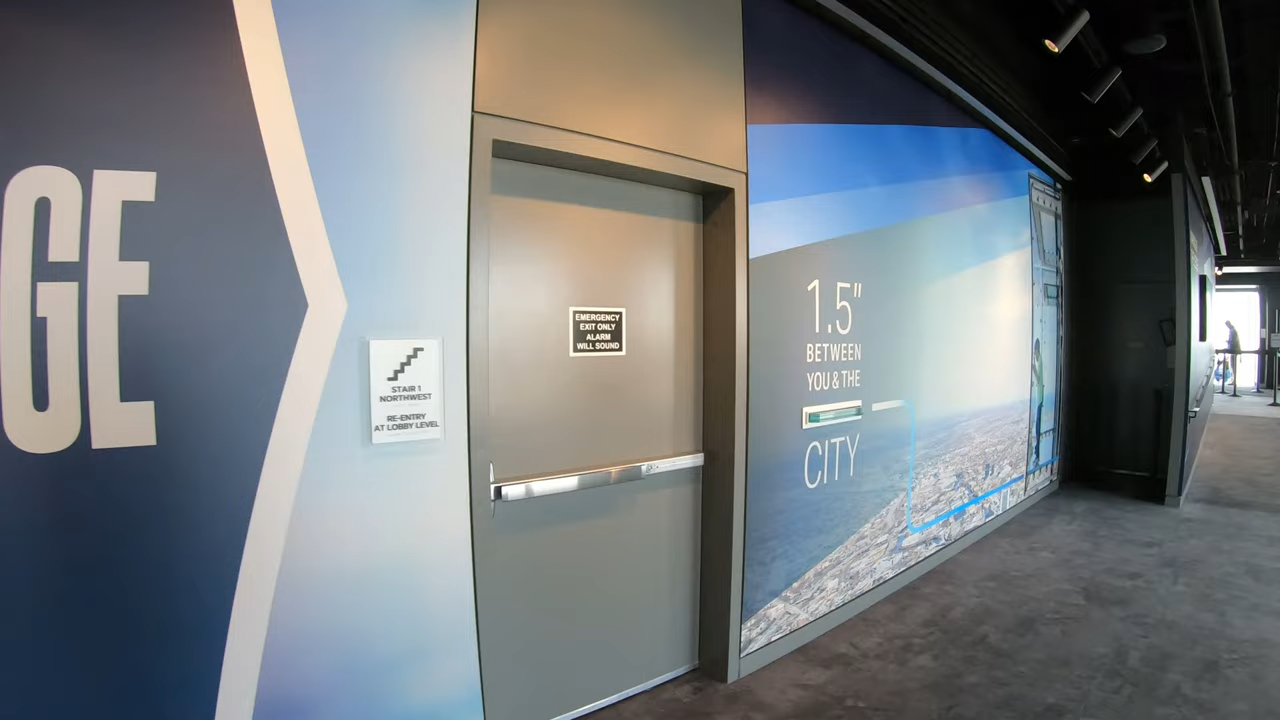 GE
STAIR 1
NORTHWEST
RE-ENTRY
AT LOBBY LEVEL
EMERGENCY
EXIT ONLY
ALARM
WILL SOUND
1.5"
BETWEEN
YOU & THE
CITY